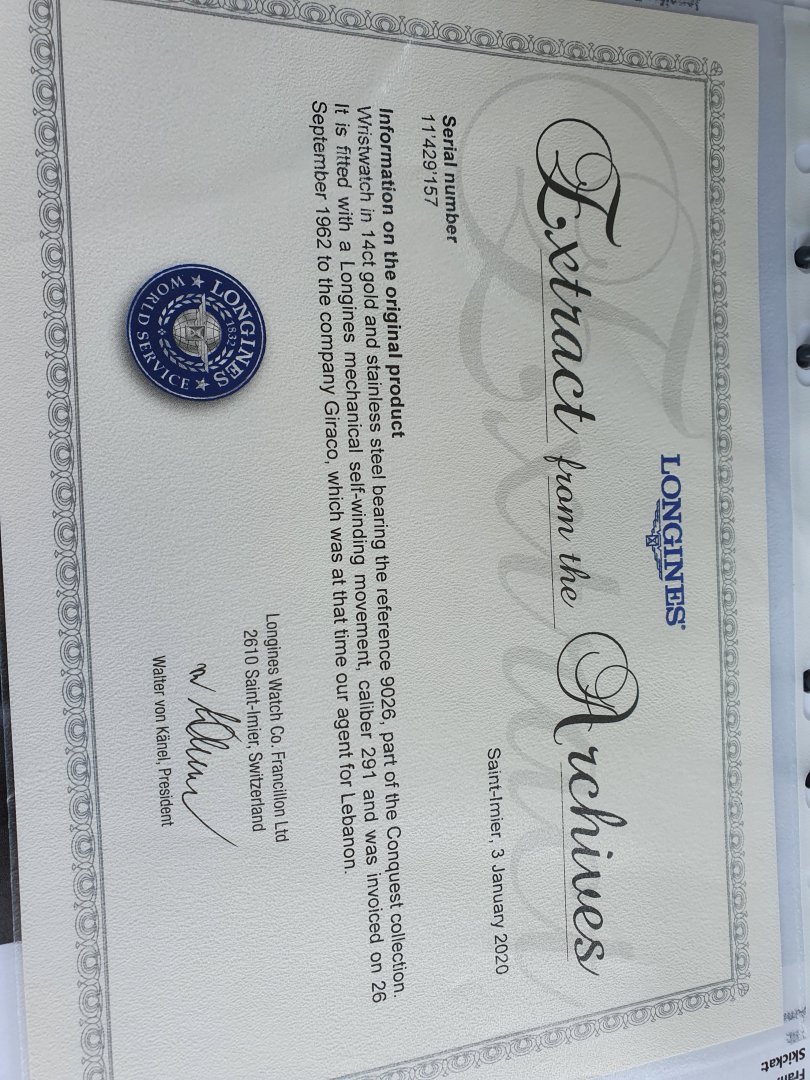 LONGINES
Extract from the Archives
Saint-Imier, 3 January 2020
Serial number
11'429'157
Information on the original product
Wristwatch in 14ct gold and stainless steel bearing the reference 9026, part of the Conquest collection.
It is fitted with a Longines mechanical self-winding movement, caliber 291 and was invoiced on 26
September 1962 to the company Giraco, which was at that time our agent for Lebanon.
LONGINES
1832
WORLD SERVICE
Longines Watch Co. Francillon Ltd
2610 Saint-Imier, Switzerland
Walter von Känel, President
Skickat: